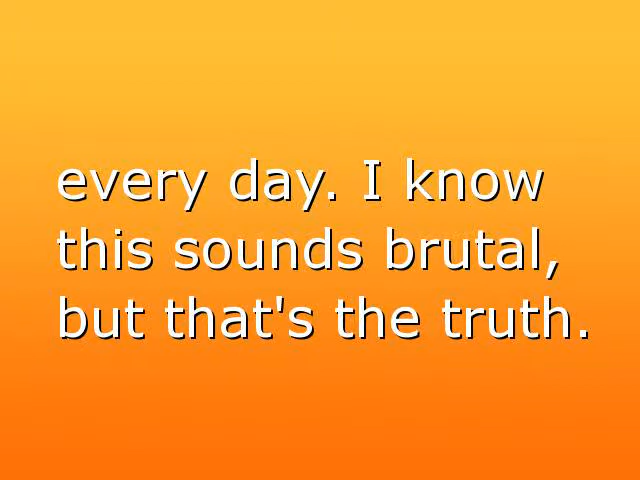 every day. I know
this sounds brutal,
but that's the truth.